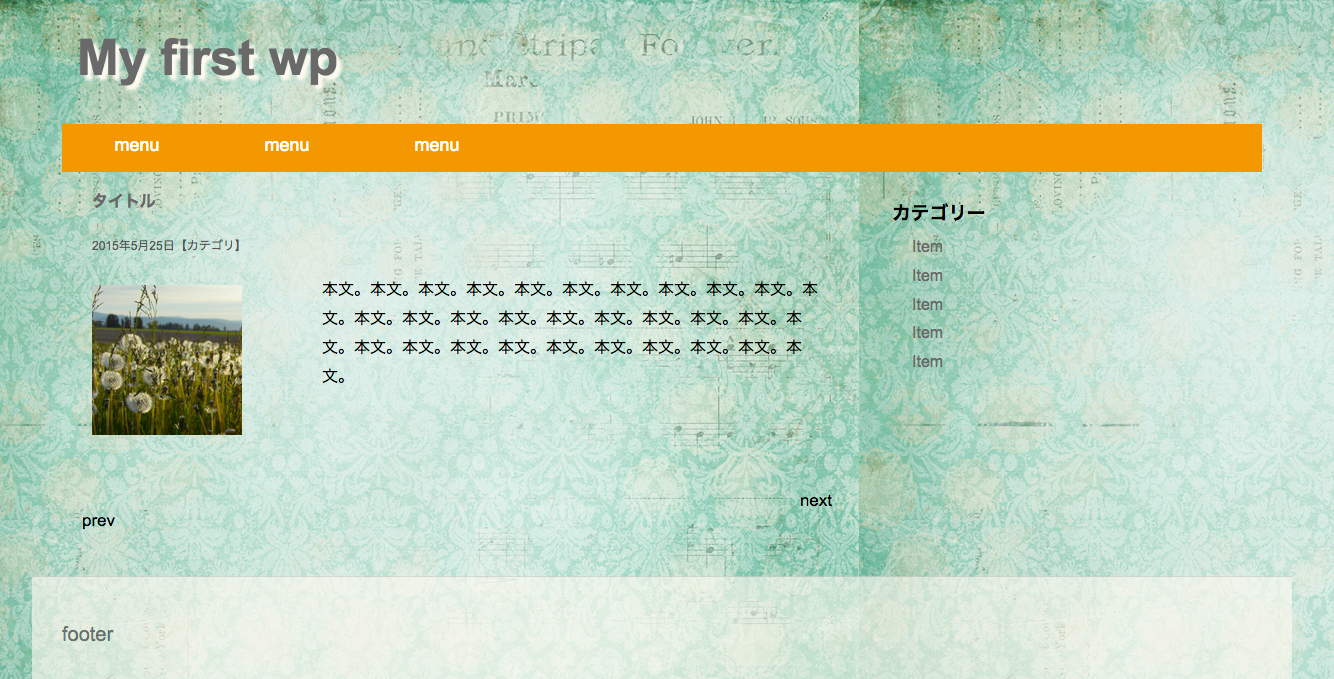 My first wp
menu menu menu
タイトル
2015年5月25日【カテゴリ】
本文。本文。本文。本文。本文。本文。本文。本文。本文。本文。本
文。本文。本文。本文。本文。本文。本文。本文。本文。本文。本
文。本文。本文。本文。本文。本文。本文。本文。本文。本文。本
文。
カテゴリー
Item
Item
Item
Item
Item
next
prev
footer